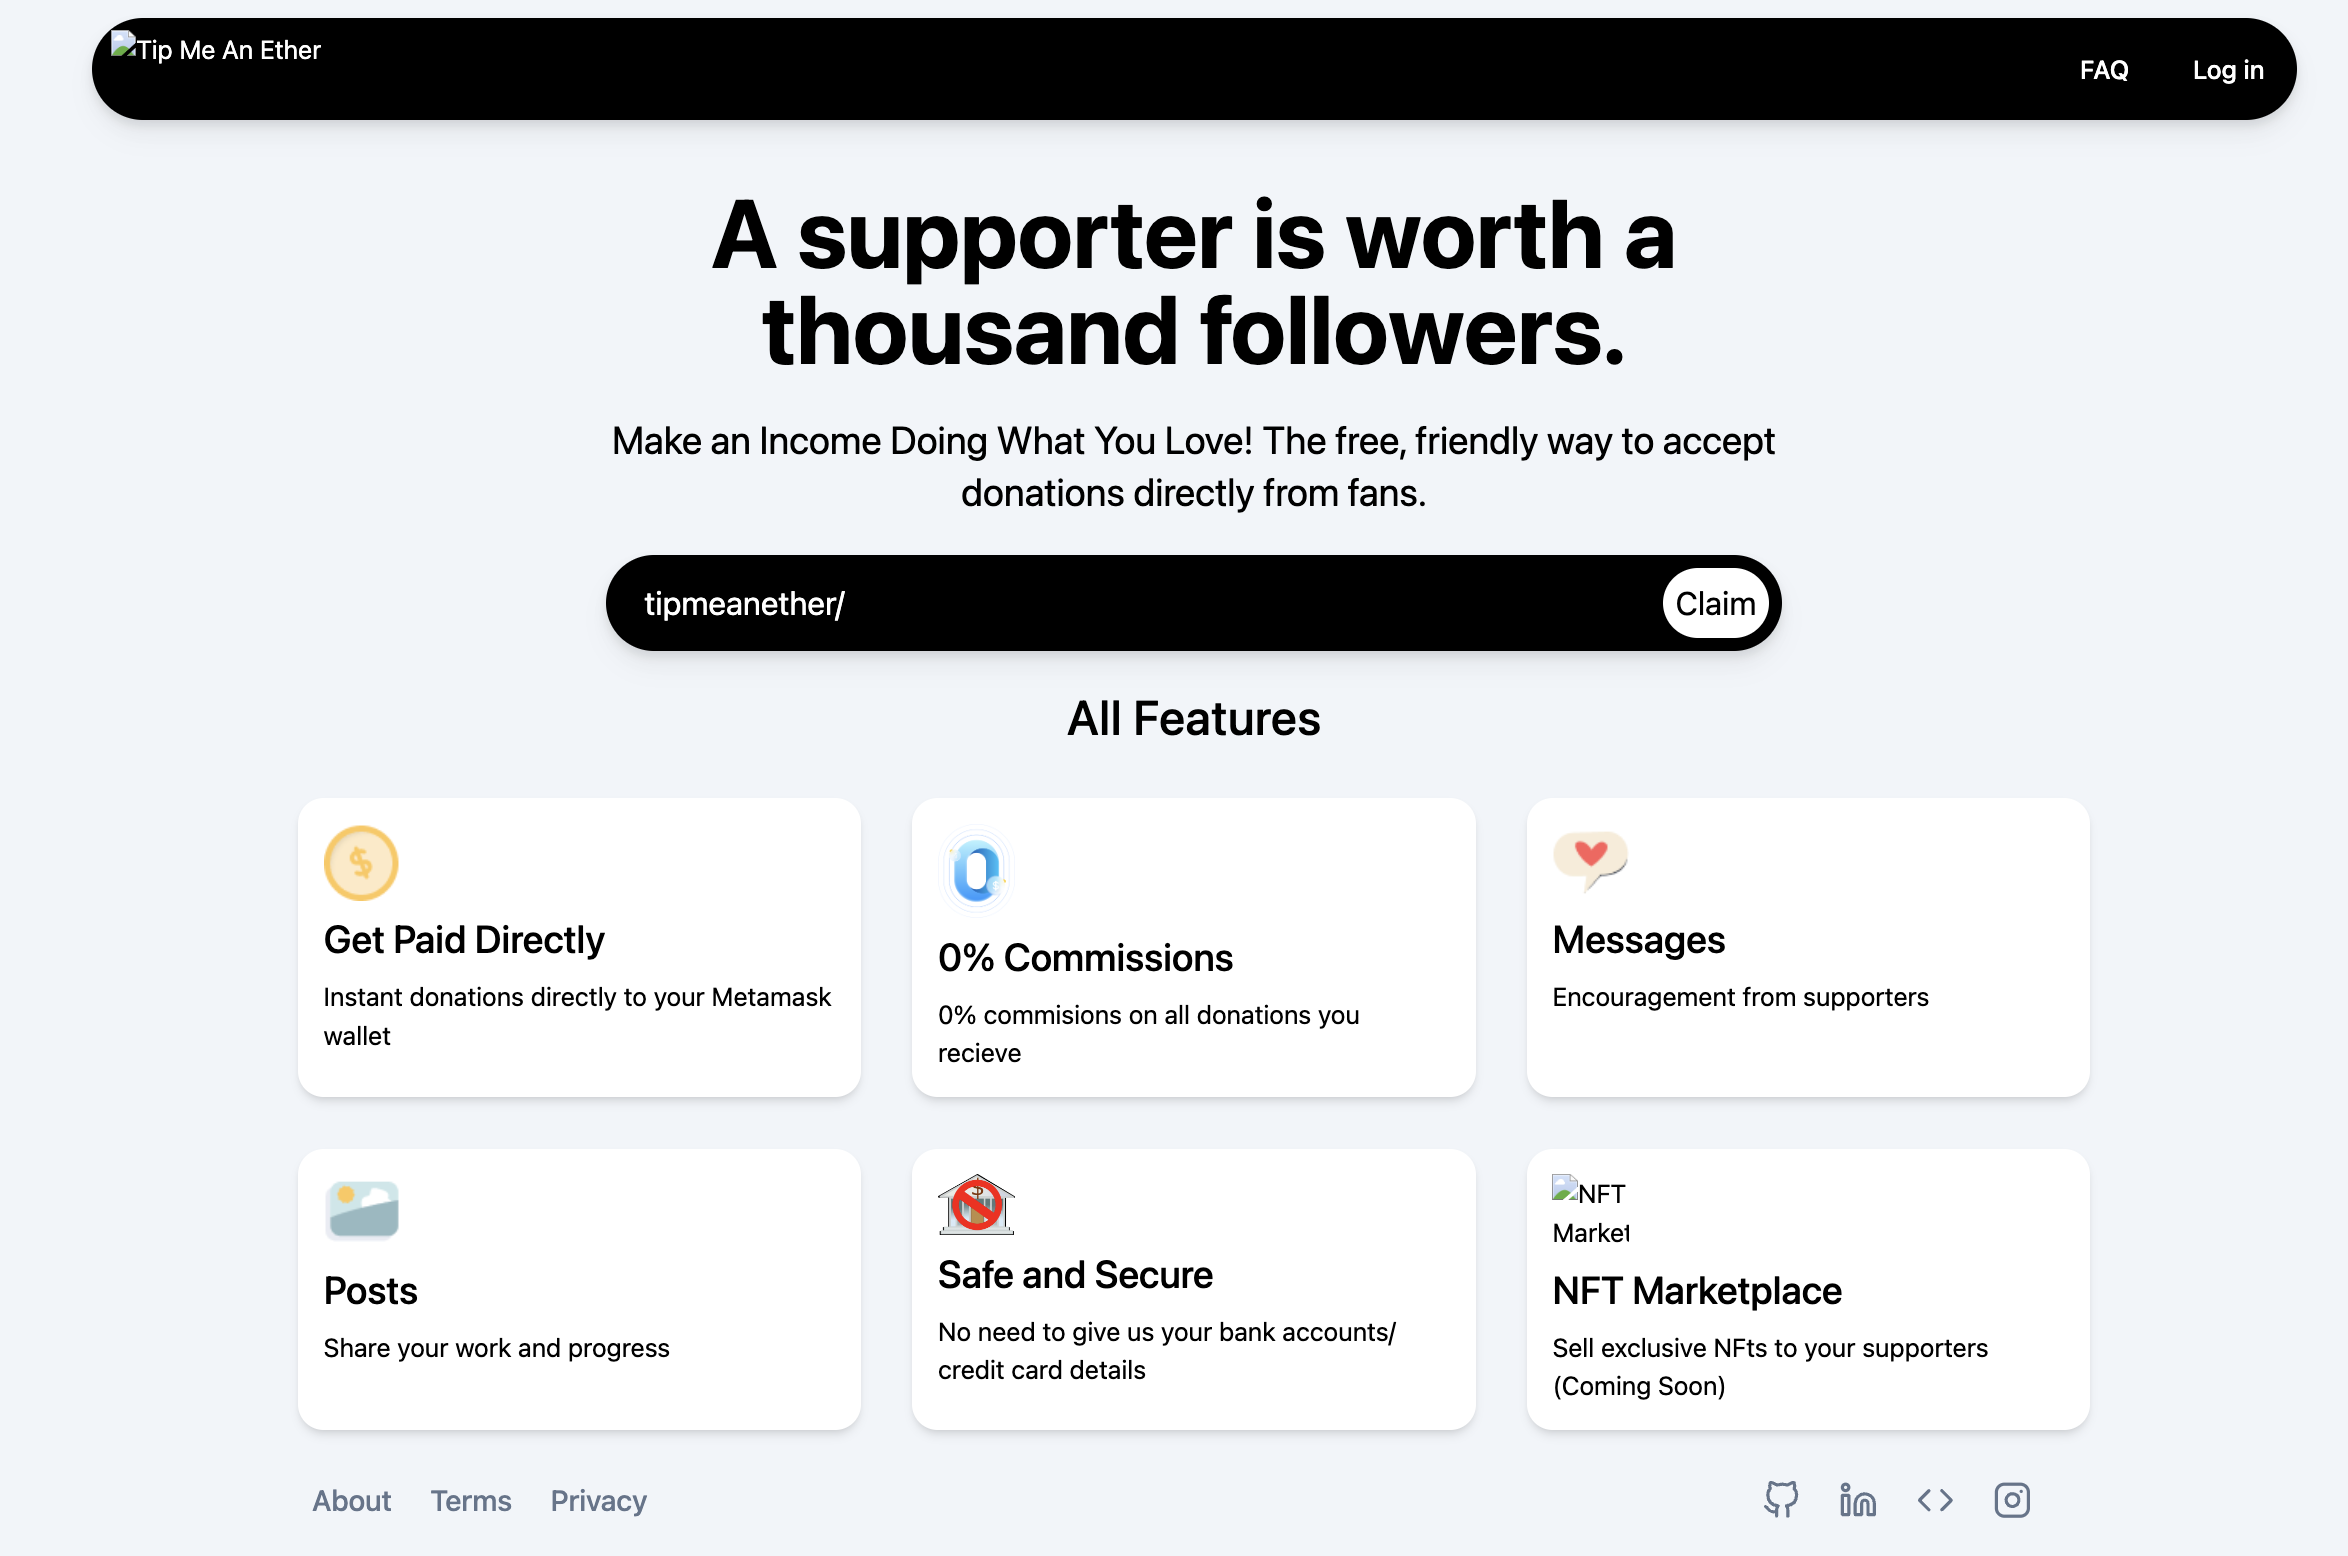 Tip Me An Ether
FAQ
Log in
A supporter is worth a
thousand followers.
Make an Income Doing What You Love! The free, friendly way to accept
donations directly from fans.
tipmeanether/
Claim
All Features
$
Get Paid Directly
Instant donations directly to your Metamask
wallet
0
0% Commissions
0% commisions on all donations you
recieve
Messages
Encouragement from supporters
Posts
Share your work and progress
$
Safe and Secure
No need to give us your bank accounts/
credit card details
NFT
Market
NFT Marketplace
Sell exclusive NFts to your supporters
(Coming Soon)
About
Terms
Privacy
in